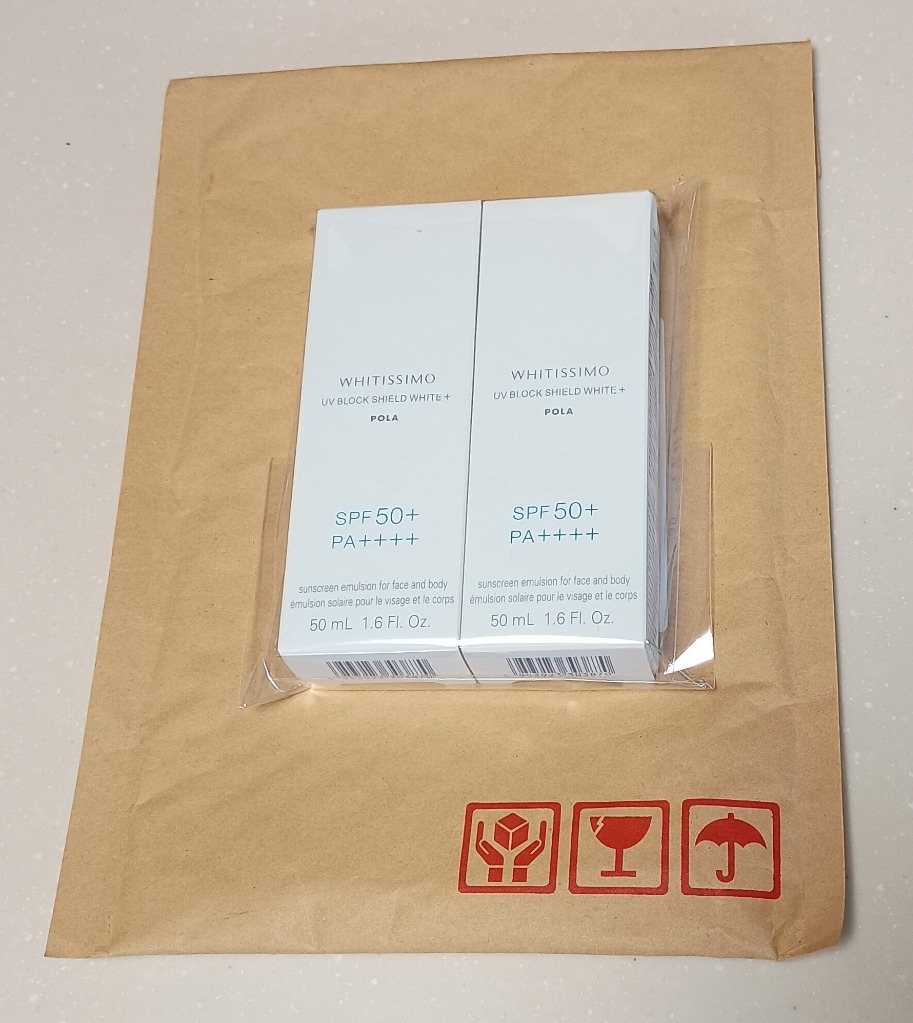 WHITISSIMO
UV BLOCK SHIELD WHITE +
POLA
SPF 50+
PA++++
sunscreen emulsion for face and body
émulsion solaire pour le visage et le corps
50 mL 1.6 Fl. Oz.
WHITISSIMO
UV BLOCK SHIELD WHITE +
POLA
SPF 50+
PA++++
sunscreen emulsion for face and body
émulsion solaire pour le visage et le corps
50 mL 1.6 Fl. Oz.